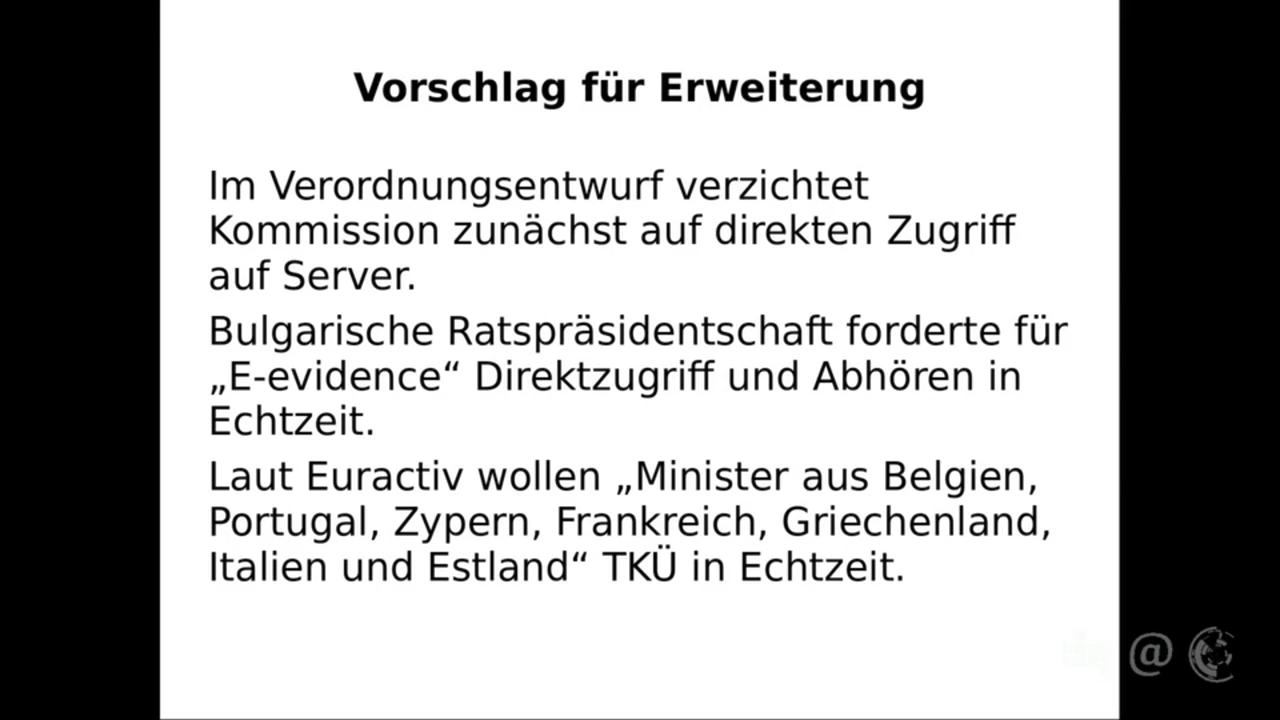 Vorschlag für Erweiterung
Im Verordnungsentwurf verzichtet
Kommission zunächst auf direkten Zugriff
auf Server.
Bulgarische Ratspräsidentschaft forderte für
„E-evidence“ Direktzugriff und Abhören in
Echtzeit.
Laut Euractiv wollen „Minister aus Belgien,
Portugal, Zypern, Frankreich, Griechenland,
Italien und Estland“ TKÜ in Echtzeit.
@